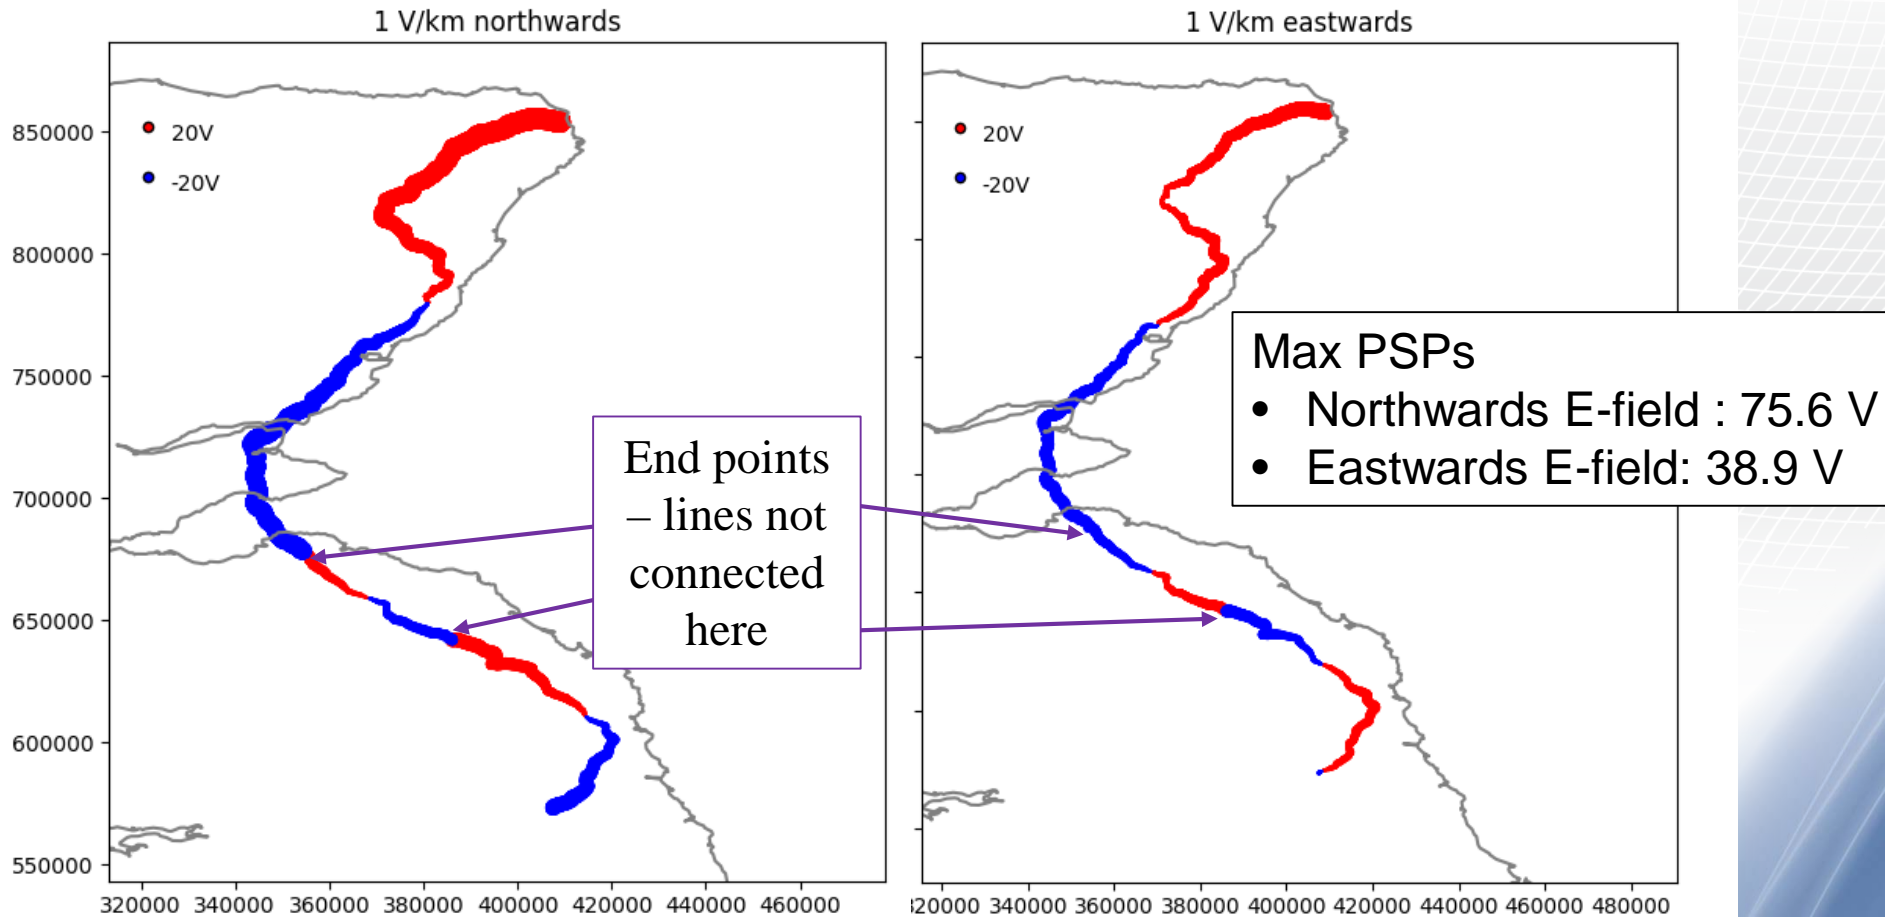 1 V/km northwards
1 V/km eastwards
850000
800000
750000
700000
650000
600000
550000
20V
-20V
20V
-20V
End points
– lines not
connected
here
Max PSPs
• Northwards E-field : 75.6 V
• Eastwards E-field: 38.9 V
320000 340000 360000 380000 400000 420000 440000 460000
320000 340000 360000 380000 400000 420000 440000 460000 480000